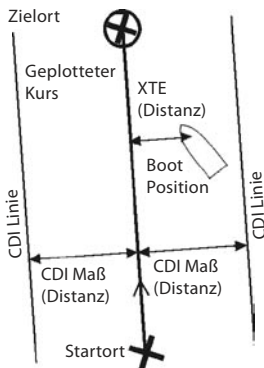 Zielort
Geplotteter
Kurs
XTE
(Distanz)
Boot
Position
CDI Linie
CDI Linie
CDI Maß
(Distanz)
CDI Maß
(Distanz)
Startort